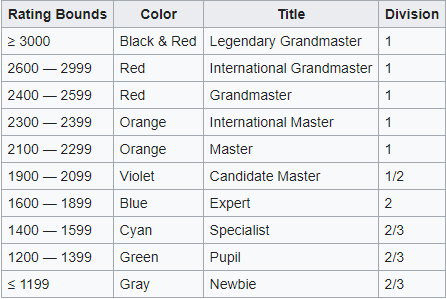 Rating Bounds Color Title Division
≥ 3000 Black & Red Legendary Grandmaster 1
2600 — 2999 Red International Grandmaster 1
2400 — 2599 Red Grandmaster 1
2300 — 2399 Orange International Master 1
2100 — 2299 Orange Master 1
1900 — 2099 Violet Candidate Master 1/2
1600 — 1899 Blue Expert 2
1400 — 1599 Cyan Specialist 2/3
1200 — 1399 Green Pupil 2/3
≤ 1199 Gray Newbie 2/3